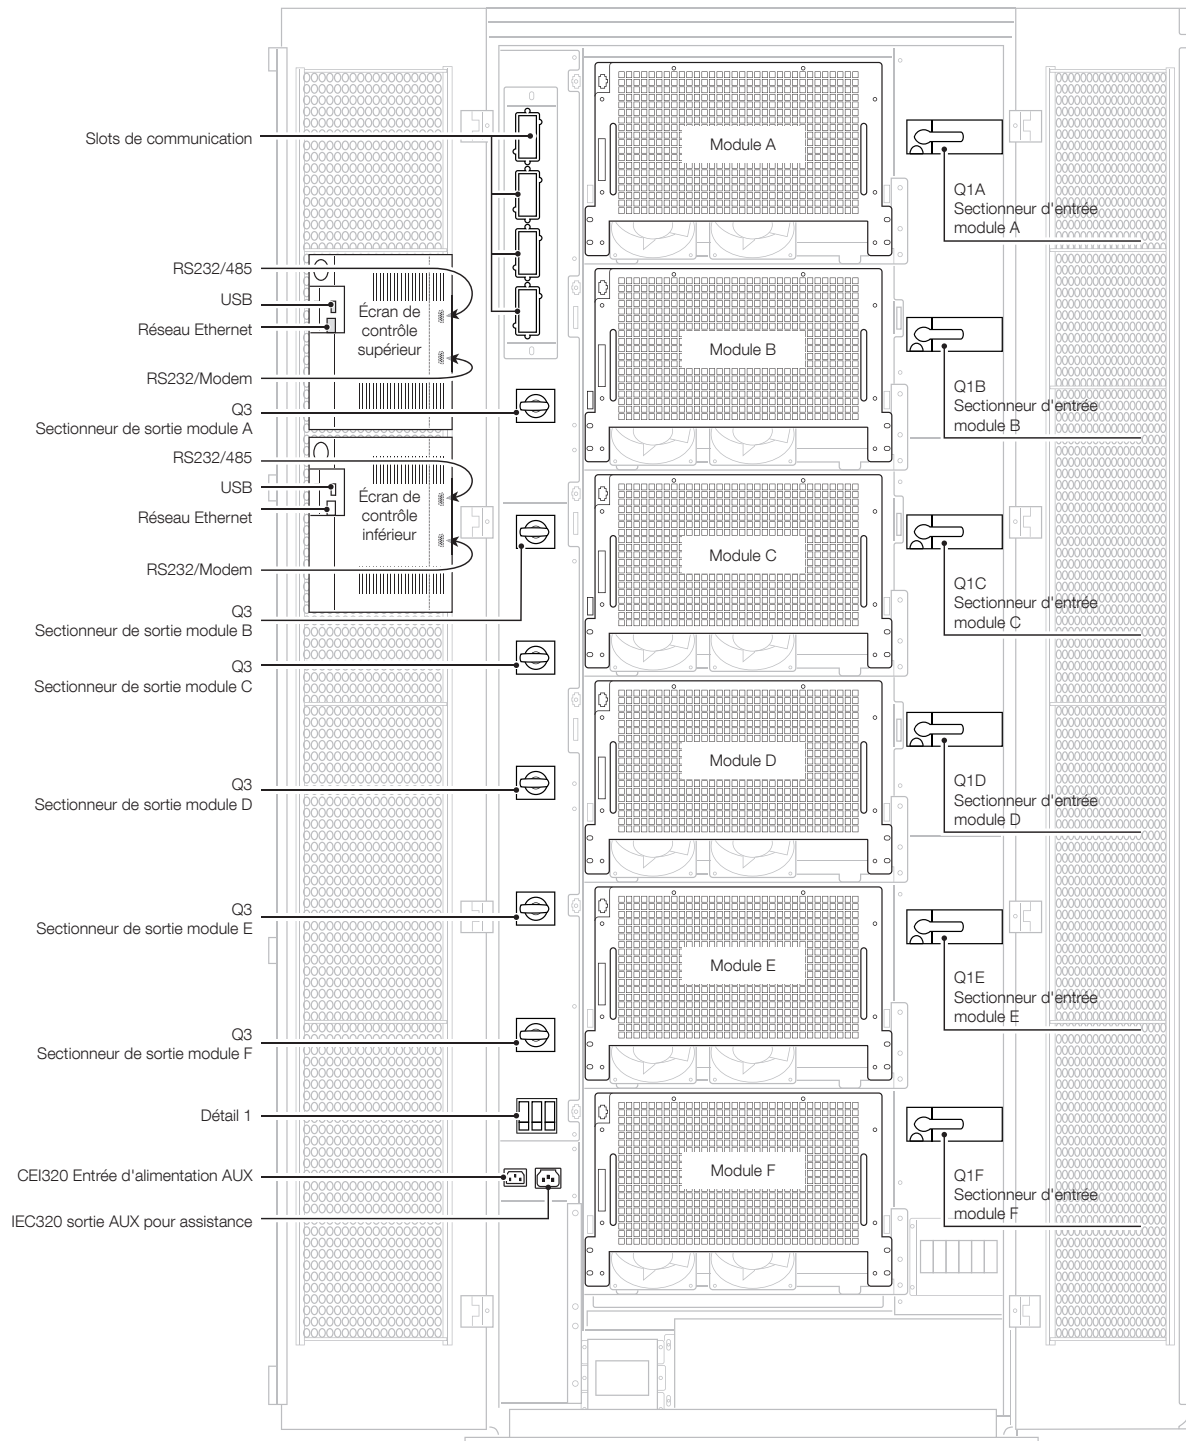 Slots de communication
RS232/485
USB
Réseau Ethernet
RS232/Modem
Q3
Sectionneur de sortie module A
RS232/485
USB
Réseau Ethernet
RS232/Modem
Q3
Sectionneur de sortie module B
Q3
Sectionneur de sortie module C
Q3
Sectionneur de sortie module D
Q3
Sectionneur de sortie module E
Q3
Sectionneur de sortie module F
Détail 1
CEI320 Entrée d'alimentation AUX
IEC320 sortie AUX pour assistance
Écran de
contrôle
supérieur
Écran de
contrôle
inférieur
Module A
Module B
Module C
Module D
Module E
Module F
Q1A
Sectionneur d'entrée
module A
Q1B
Sectionneur d'entrée
module B
Q1C
Sectionneur d'entrée
module C
Q1D
Sectionneur d'entrée
module D
Q1E
Sectionneur d'entrée
module E
Q1F
Sectionneur d'entrée
module F